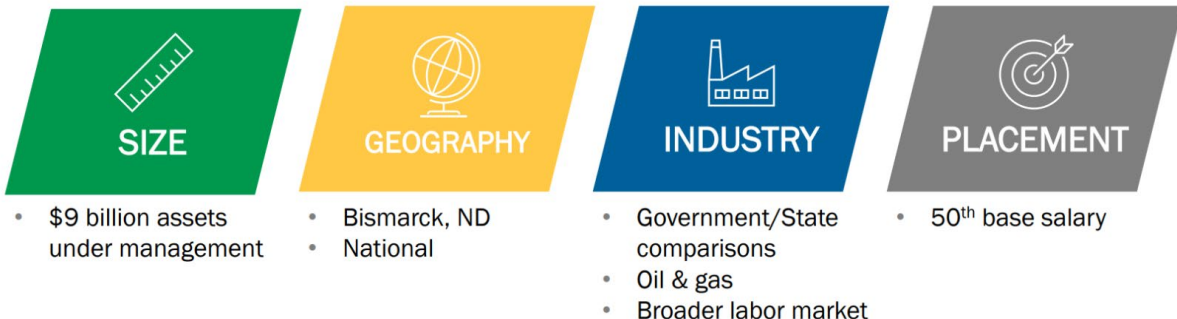 SIZE
• $9 billion assets
under management
GEOGRAPHY
• Bismarck, ND
• National
INDUSTRY
• Government/State
comparisons
• Oil & gas
• Broader labor market
PLACEMENT
• 50th base salary